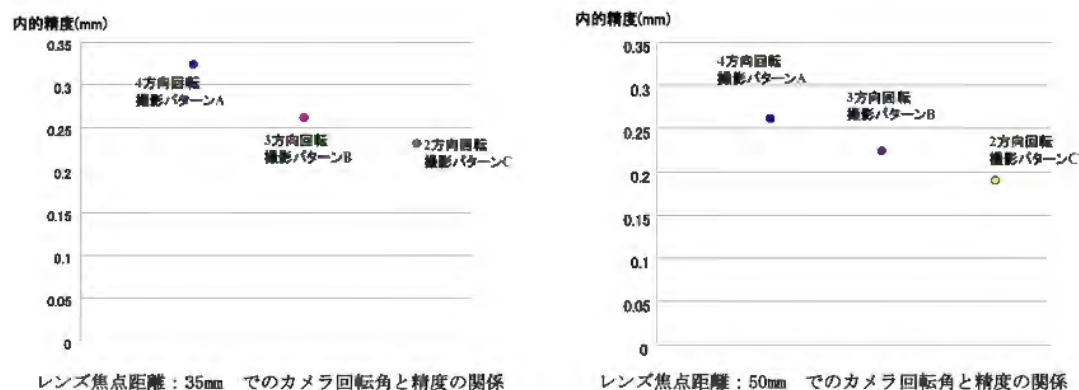 内的精度(mm)
0.35
0.3
0.25
0.2
0.15
0.1
0.05
0
4方向回転
撮影パターンA
3方向回転
撮影パターンB
2方向回転
撮影パターンC
レンズ焦点距離：35mm　でのカメラ回転角と精度の関係
内的精度(mm)
0.35
0.3
0.25
0.2
0.15
0.1
0.05
0
4方向回転
撮影パターンA
3方向回転
撮影パターンB
2方向回転
撮影パターンC
レンズ焦点距離：50mm　でのカメラ回転角と精度の関係